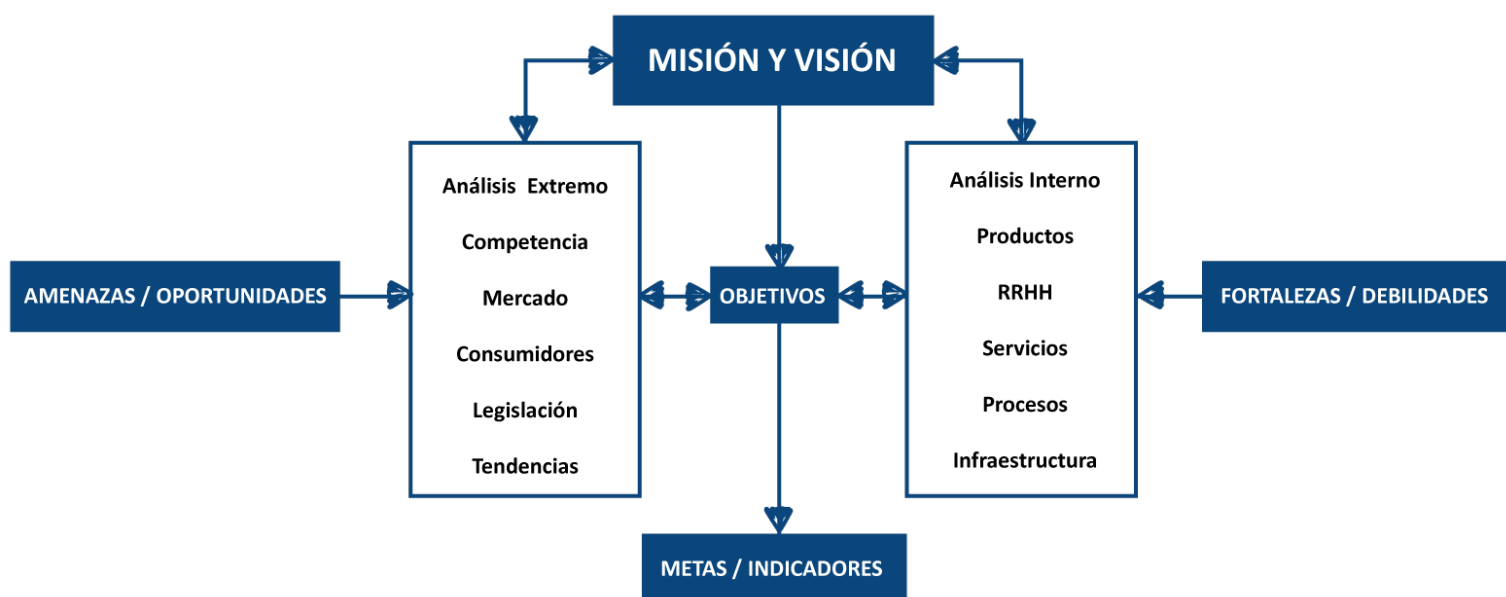 MISIÓN Y VISIÓN
Análisis Extremo
Competencia
Mercado
Consumidores
Legislación
Tendencias
Análisis Interno
Productos
RRHH
Servicios
Procesos
Infraestructura
AMENAZAS / OPORTUNIDADES
OBJETIVOS
FORTALEZAS / DEBILIDADES
METAS / INDICADORES